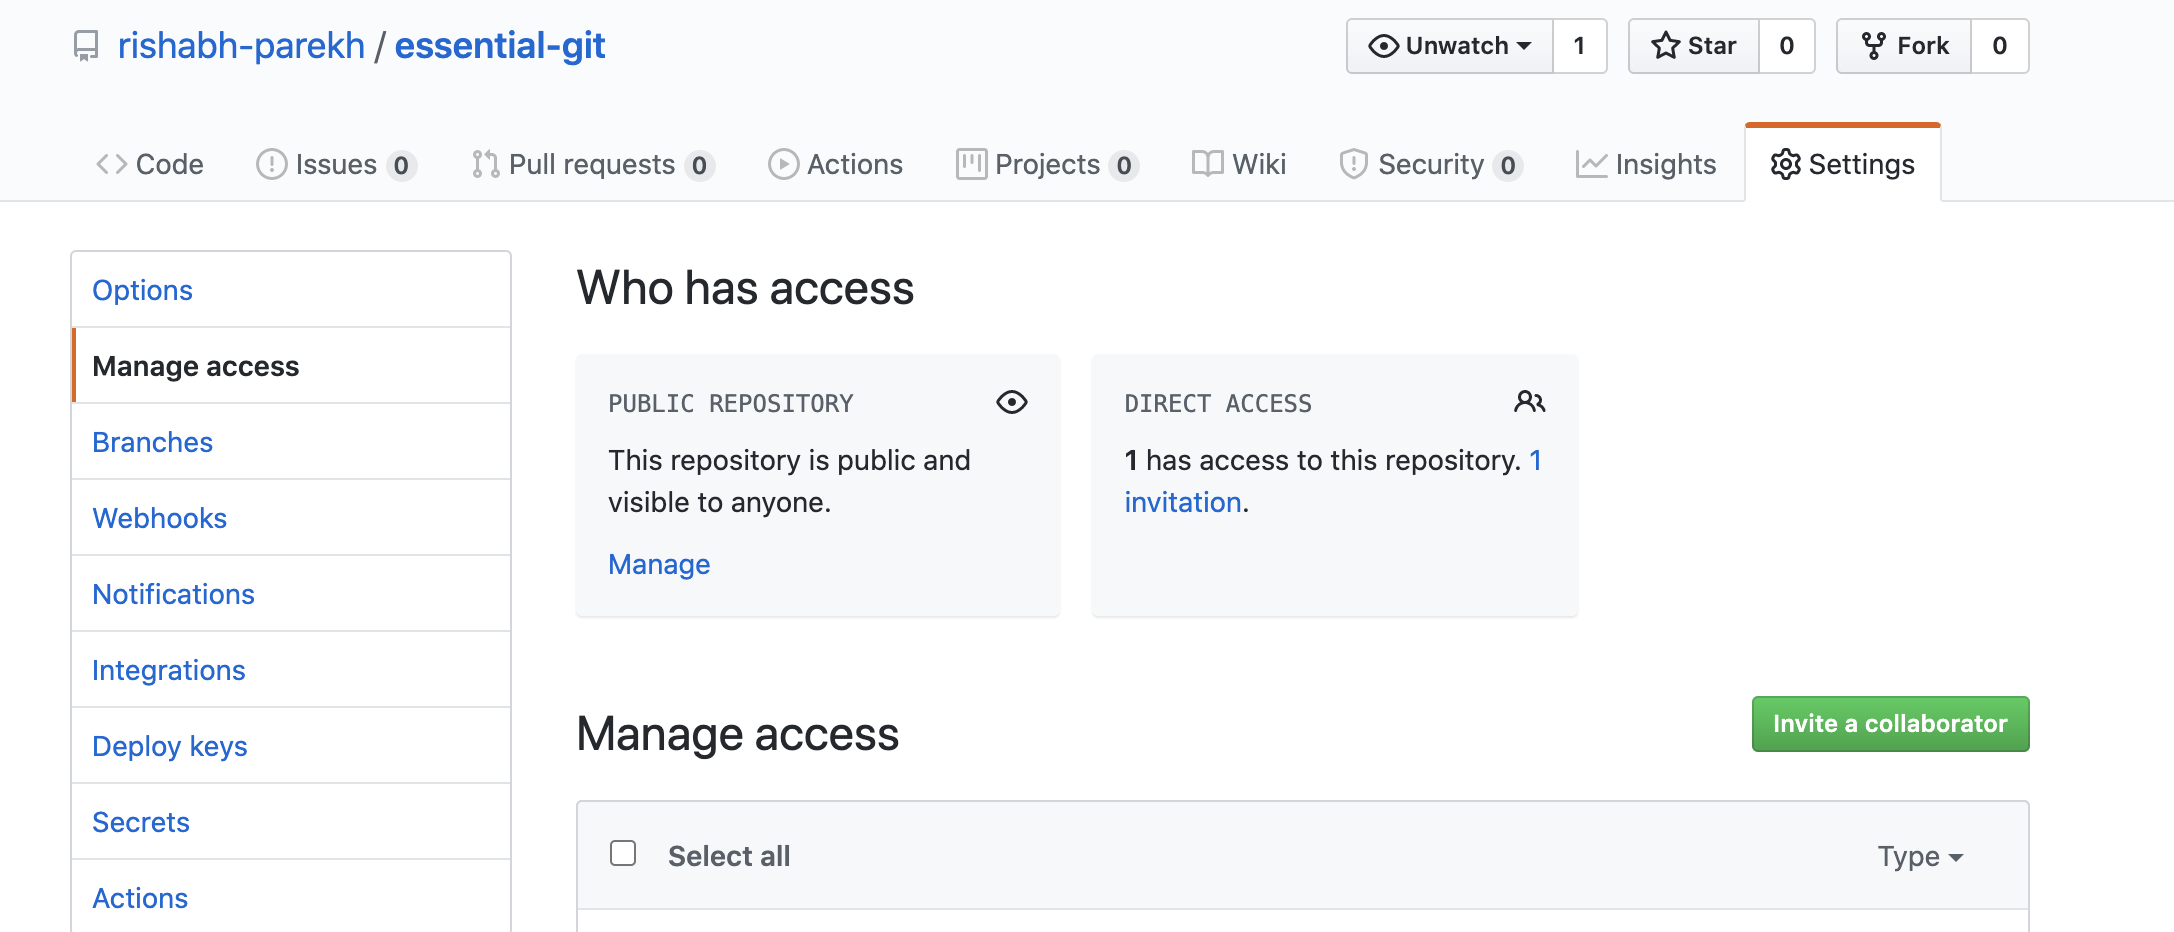 rishabh-parekh / essential-git
Unwatch 1 Star 0 Fork 0
Code Issues 0 Pull requests 0 Actions Projects 0 Wiki Security 0 Insights Settings
Options
Manage access
Branches
Webhooks
Notifications
Integrations
Deploy keys
Secrets
Actions
Who has access
PUBLIC REPOSITORY
This repository is public and
visible to anyone.
Manage
DIRECT ACCESS
1 has access to this repository. 1
invitation.
Manage access
Invite a collaborator
Select all
Type